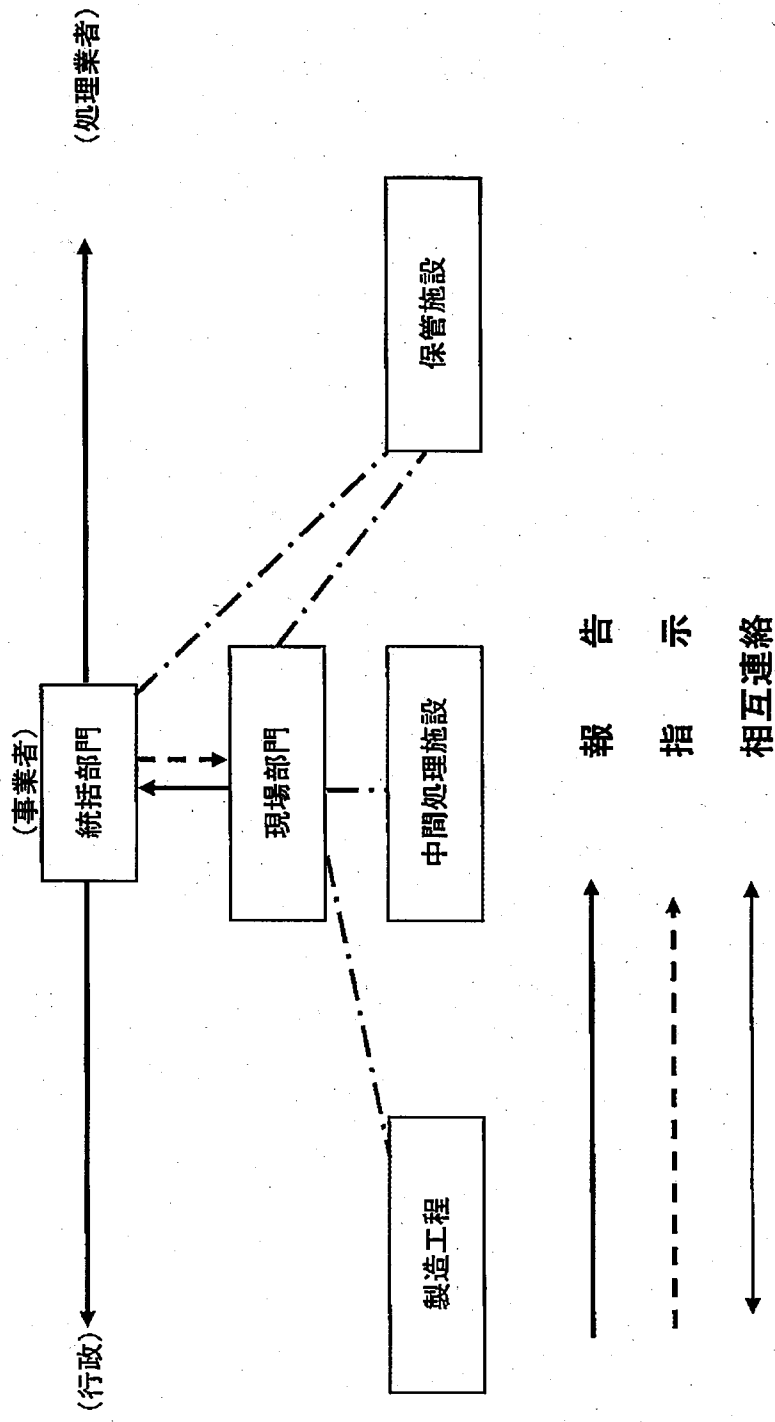 (事業者)
(行政)
(処理業者)
統括部門
現場部門
製造工程
中間処理施設
保管施設
報告
指示
相互連絡